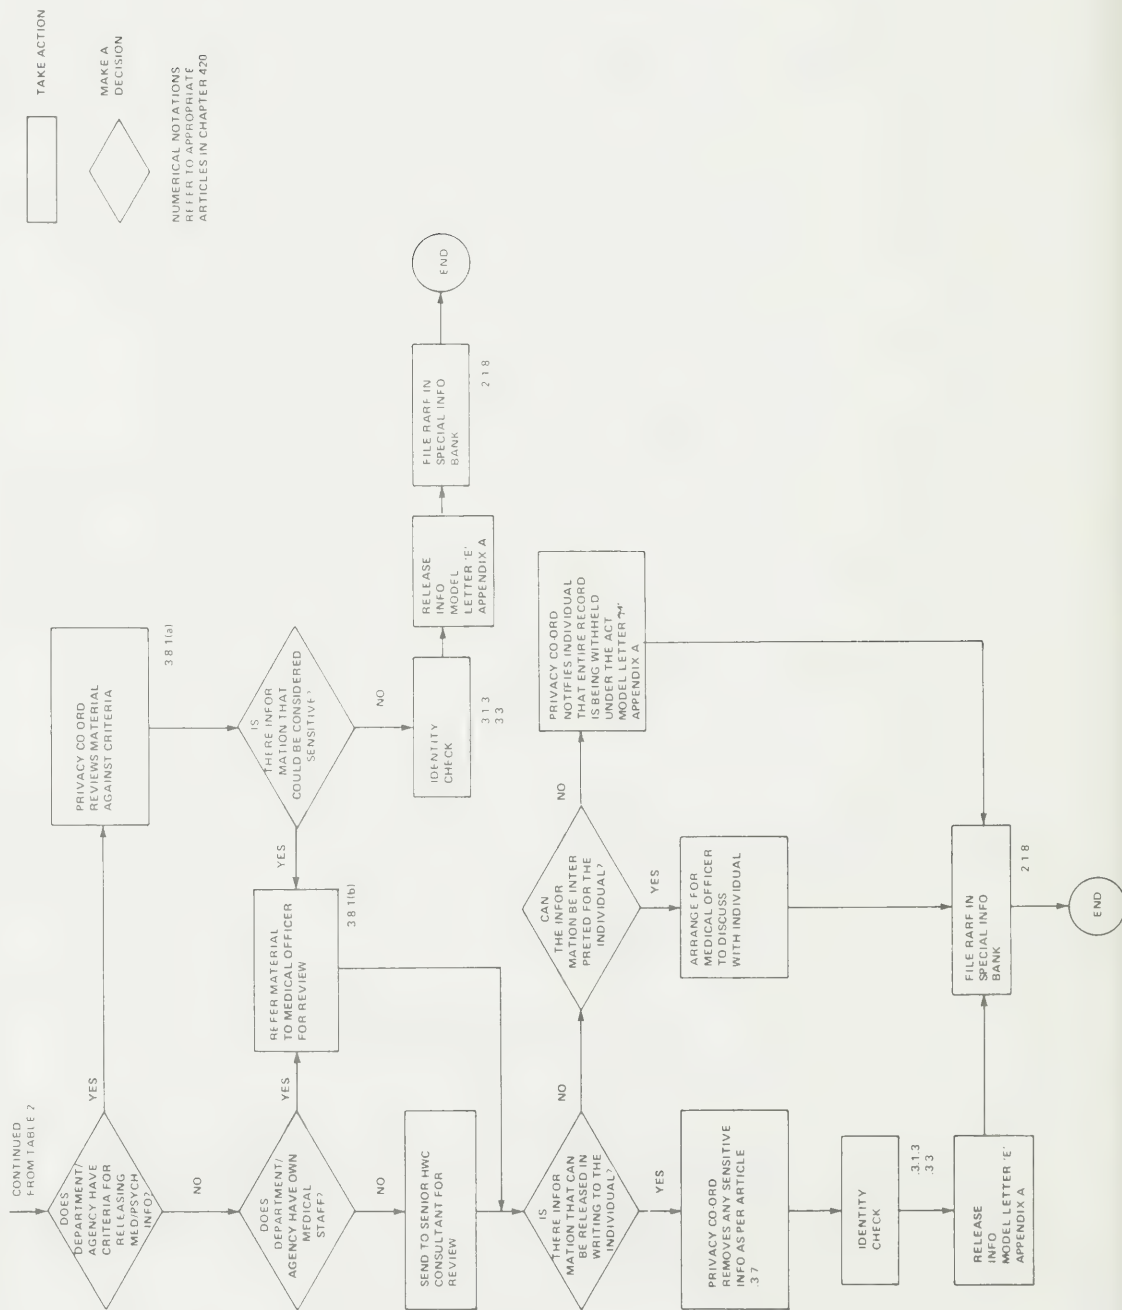 TAKE ACTION
MAKE A
DECISION
NUMERICAL NOTATIONS
REFER TO APPROPRIATE
ARTICLES IN CHAPTER 420
CONTINUED
FROM TABLE 2
DOES
DEPARTMENT/
AGENCY HAVE
CRITERIA FOR
RELEASING
MED/PSYCH
INFO?
YES
PRIVACY CO ORD
REVIEWS MATERIAL
AGAINST CRITERIA
3 8 1(a)
NO
DOES
DEPARTMENT/
AGENCY HAVE OWN
MEDICAL
STAFF?
YES
REFER MATERIAL
TO MEDICAL OFFICER
FOR REVIEW
3 8 1(b)
YES
IS
THERE INFOR
MATION THAT
COULD BE CONSIDERED
SENSITIVE?
NO
IDENTITY
CHECK
3 1 3
3 3
RELEASE
INFO
MODEL
LETTER 'E'
APPENDIX A
FILE RARF IN
SPECIAL INFO
BANK
2 1 8
END
NO
SEND TO SENIOR HWC
CONSULTANT FOR
REVIEW
IS
THERE INFOR
MATION THAT CAN
BE RELEASED IN
WRITING TO THE
INDIVIDUAL?
NO
CAN
THE INFOR
MATION BE INTER
PRETED FOR THE
INDIVIDUAL?
NO
PRIVACY CO-ORD
NOTIFIES INDIVIDUAL
THAT ENTIRE RECORD
IS BEING WITHHELD
UNDER THE ACT
MODEL LETTER
APPENDIX A
YES
PRIVACY CO-ORD
REMOVES ANY SENSITIVE
INFO AS PER ARTICLE
.3 7
YES
ARRANGE FOR
MEDICAL OFFICER
TO DISCUSS
WITH INDIVIDUAL
IDENTITY
CHECK
.3.1.3
.3 3
RELEASE
INFO
MODEL LETTER 'E'
APPENDIX A
FILE RARF IN
SPECIAL INFO
BANK
2 1 8
END